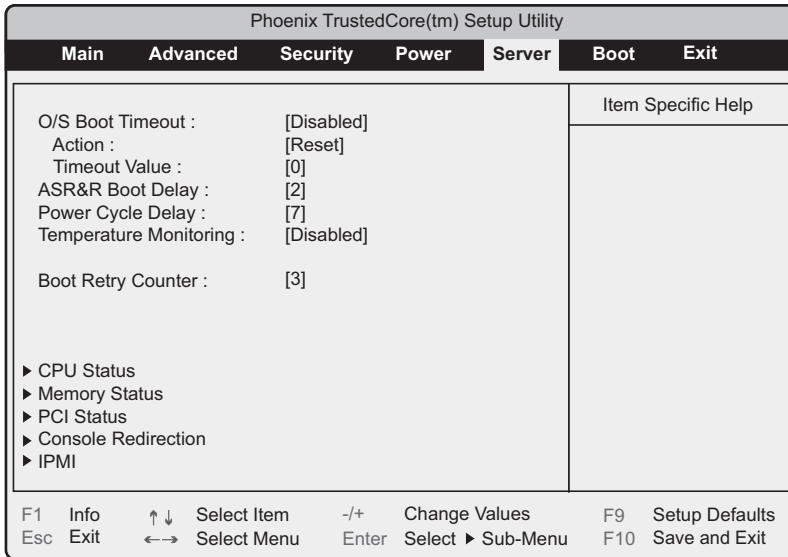 Phoenix TrustedCore(tm) Setup Utility
Main Advanced Security Power Server Boot Exit
Item Specific Help
O/S Boot Timeout : [Disabled]
Action : [Reset]
Timeout Value : [0]
ASR&R Boot Delay : [2]
Power Cycle Delay : [7]
Temperature Monitoring : [Disabled]
Boot Retry Counter : [3]
CPU Status
Memory Status
PCI Status
Console Redirection
IPMI
F1 Info ↑ ↓ Select Item -/+ Change Values F9 Setup Defaults
Esc Exit ←→ Select Menu Enter Select ▶ Sub-Menu F10 Save and Exit